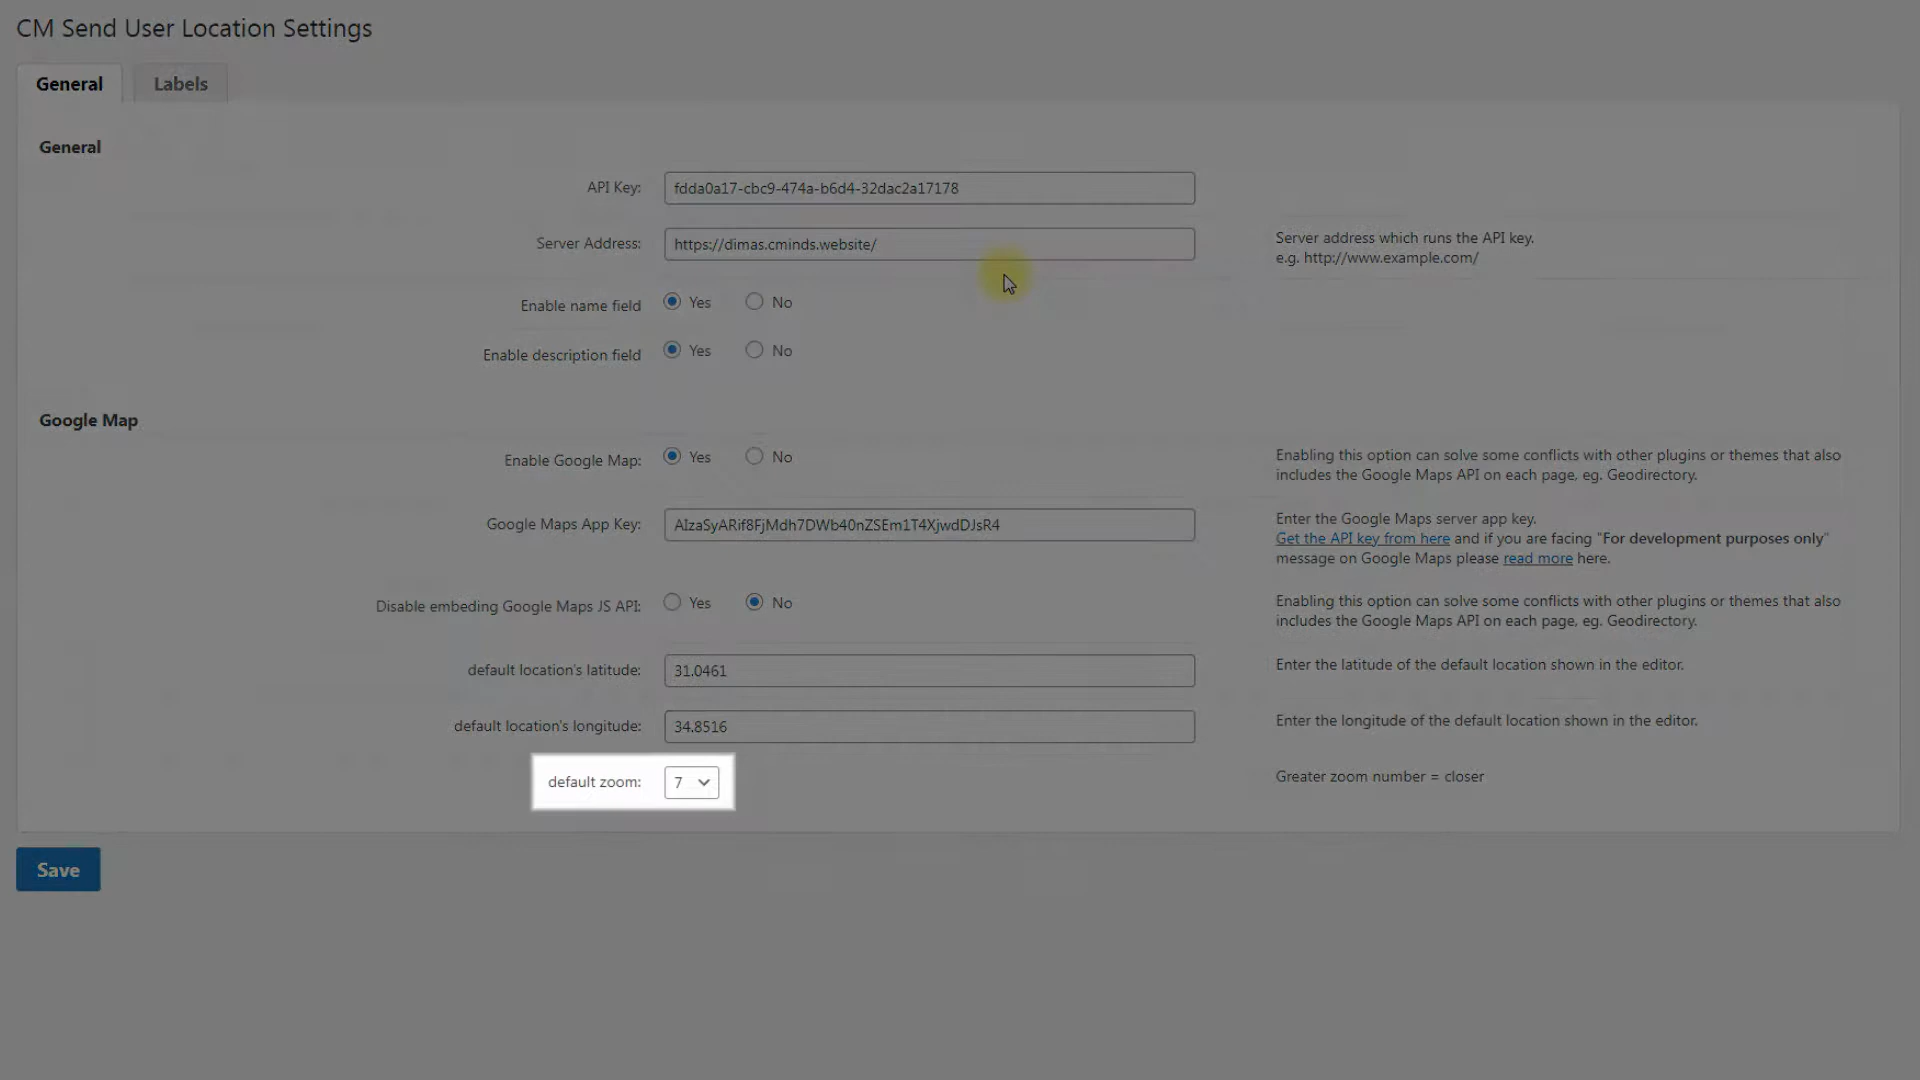 CM Send User Location Settings
General Labels
General
API Key: fdda0a17-cbc9-474a-b6d4-32dac2a17178
Server Address: https://dimas.cminds.website/
Server address which runs the API key.
e.g. http://www.example.com/
Enable name field Yes No
Enable description field Yes No
Google Map
Enable Google Map: Yes No
Enabling this option can solve some conflicts with other plugins or themes that also
includes the Google Maps API on each page, eg. Geodirectory.
Google Maps App Key: AIzaSyARif8FjMdh7DWb40nZSEm1T4XjwdDJsR4
Enter the Google Maps server app key.
Get the API key from here and if you are facing "For development purposes only"
message on Google Maps please read more here.
Disable embeding Google Maps JS API: Yes No
Enabling this option can solve some conflicts with other plugins or themes that also
includes the Google Maps API on each page, eg. Geodirectory.
default location's latitude: 31.0461
Enter the latitude of the default location shown in the editor.
default location's longitude: 34.8516
Enter the longitude of the default location shown in the editor.
default zoom: 7
Greater zoom number = closer
Save